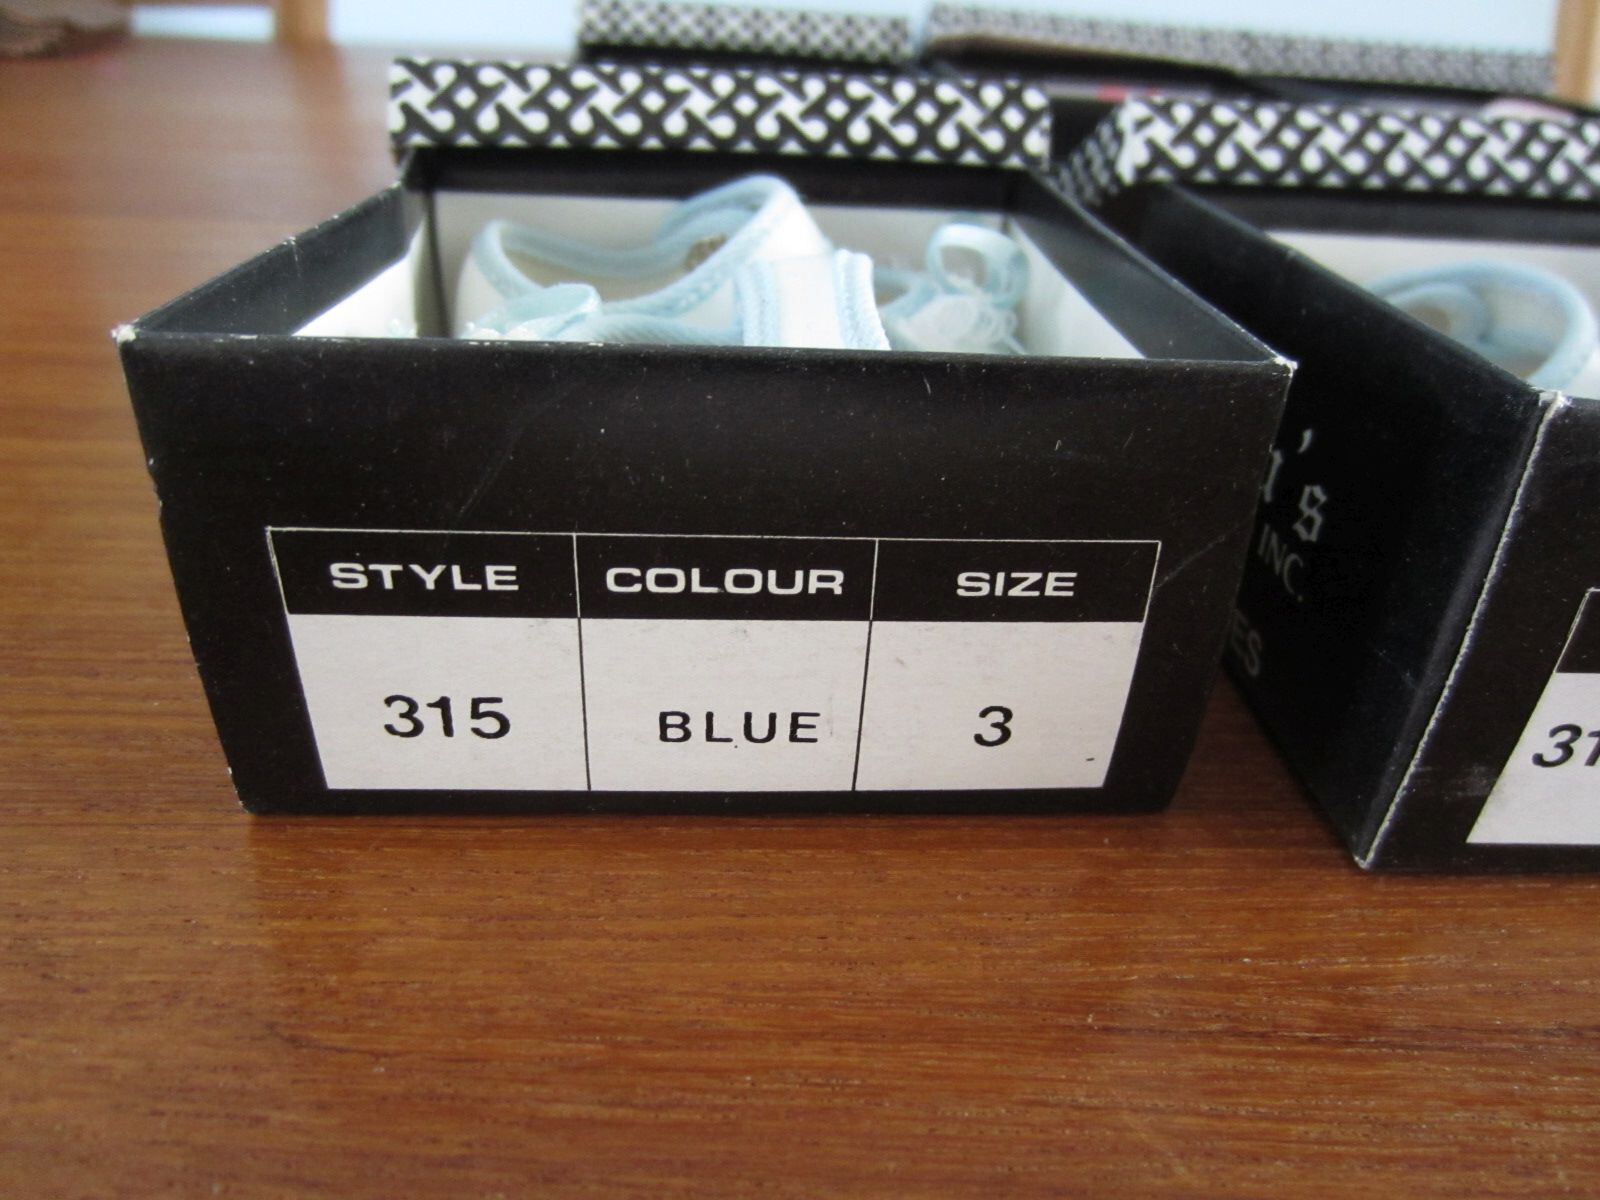 STYLE COLOUR SIZE
315 BLUE 3
's
INC.